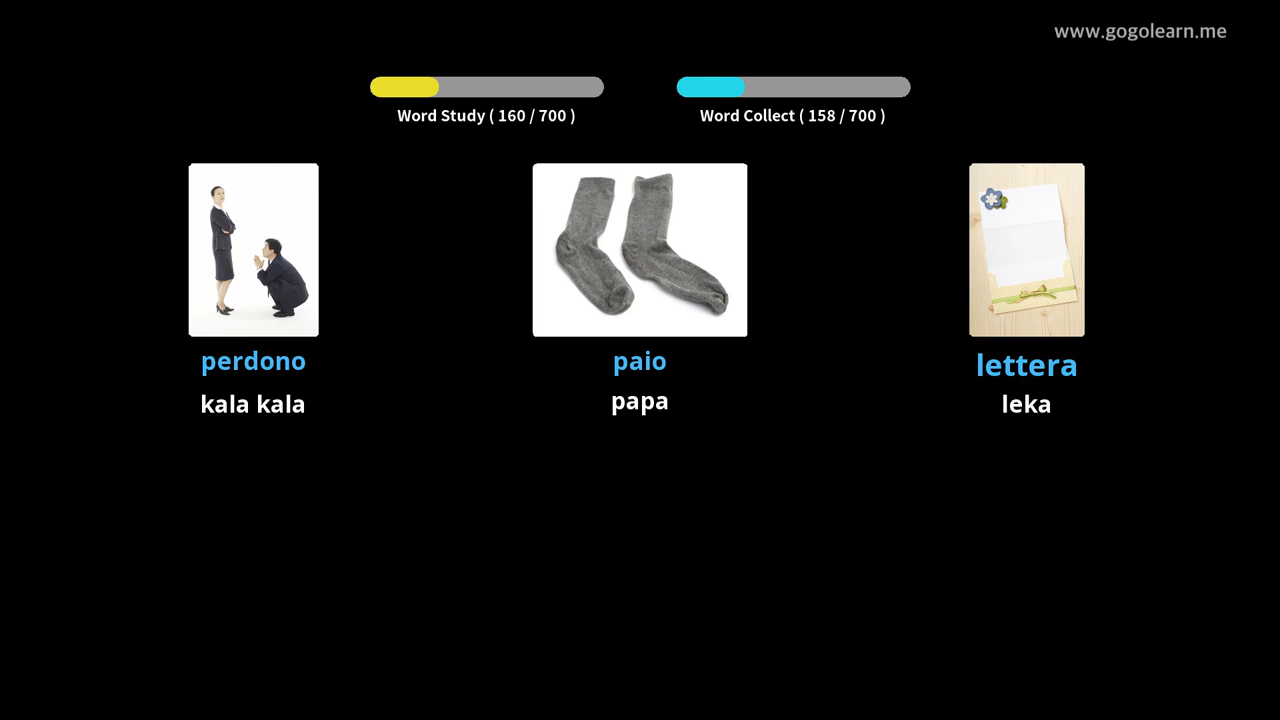 www.gogolearn.me
Word Study ( 160 / 700 )
Word Collect ( 158 / 700 )
perdono
kala kala
paio
papa
lettera
leka